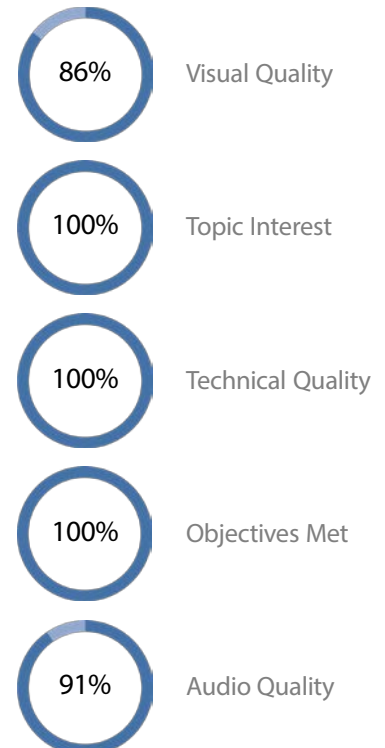 86% Visual Quality
100% Topic Interest
100% Technical Quality
100% Objectives Met
91% Audio Quality